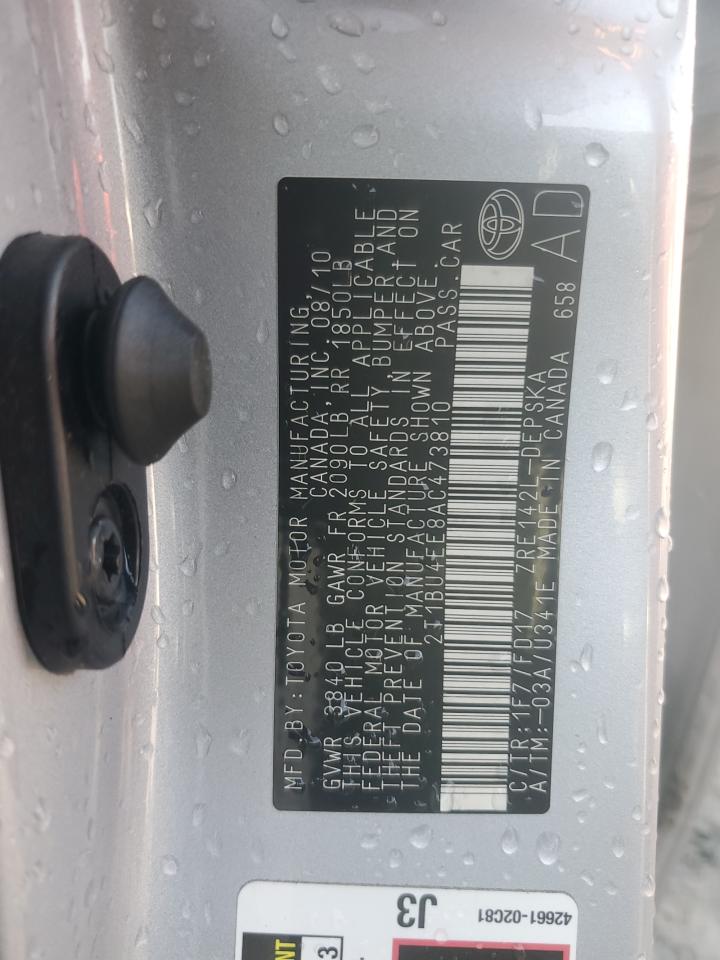 MFD.BY:TOYOTA MOTOR MANUFACTURING,
CANADA,INC. 08/10
GVWR 3840LB GAWR FR 2090LB RR 1850LB
THIS VEHICLE CONFORMS TO ALL APPLICABLE
FEDERAL MOTOR VEHICLE SAFETY BUMPER AND
THEFT PREVENTION STANDARDS IN EFFECT ON
THE DATE OF MANUFACTURE SHOWN ABOVE
2T1BU4EE8AC473810 PASS.CAR
C/TR:1F7/FD17 ZRE142L-DEPSKA
A/TM:-03A/U341E MADE IN CANADA 658
AD
J3
42661-02C81